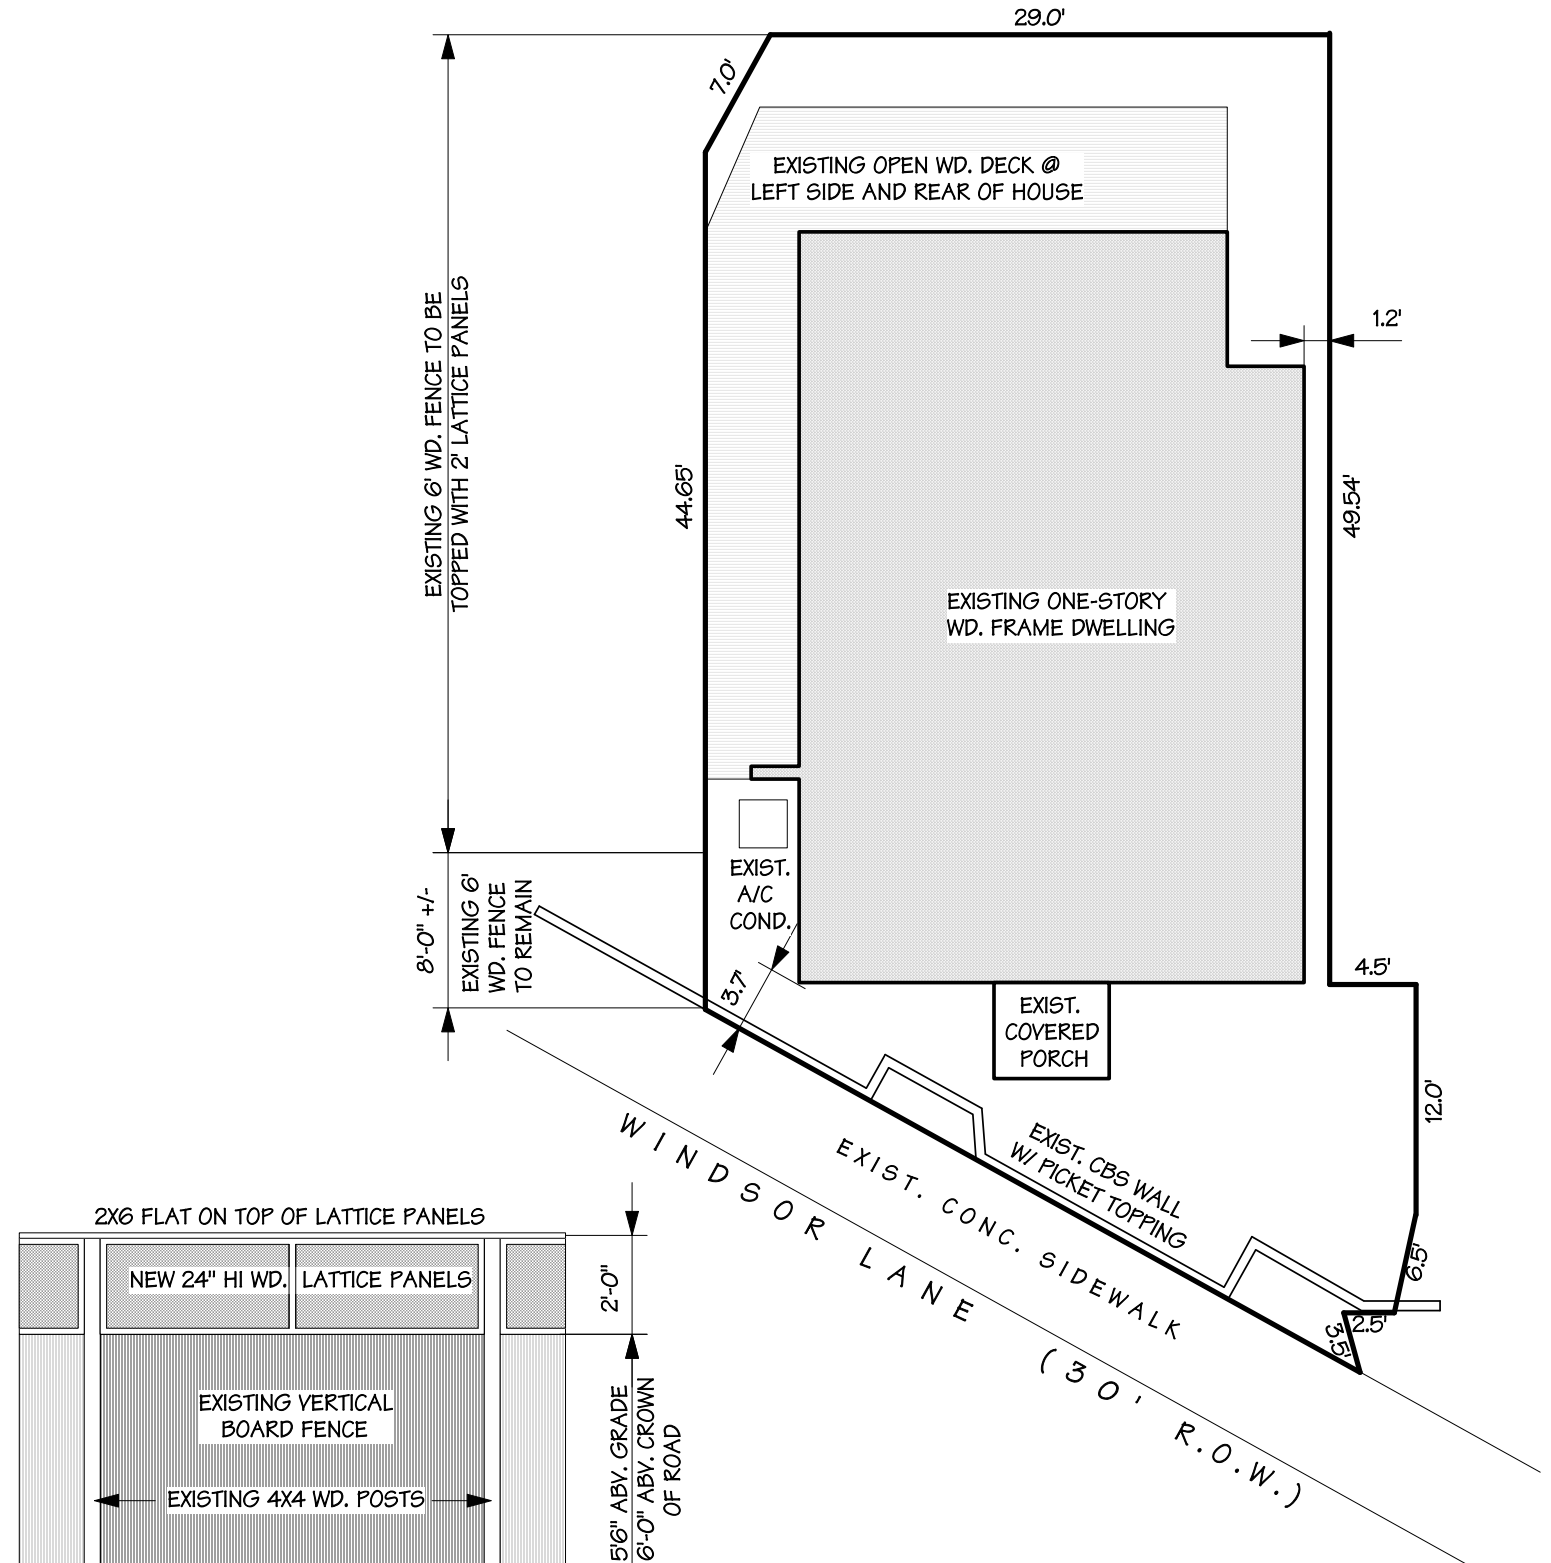 29.0'
7.0'
EXISTING OPEN WD. DECK @
LEFT SIDE AND REAR OF HOUSE
1.2'
EXISTING 6' WD. FENCE TO BE
TOPPED WITH 2' LATTICE PANELS
44.65'
49.54'
EXISTING ONE-STORY
WD. FRAME DWELLING
EXIST.
A/C
COND.
8'-0" +/-
EXISTING 6'
WD. FENCE
TO REMAIN
3.7'
4.5'
EXIST.
COVERED
PORCH
12.0'
EXIST. CBS WALL
W/ PICKET TOPPING
EXIST. CONC. SIDEWALK
WINDSOR LANE (30' R.O.W.)
6.5'
2.5'
3.5'
2X6 FLAT ON TOP OF LATTICE PANELS
NEW 24" HI WD. LATTICE PANELS
2'-0"
EXISTING VERTICAL
BOARD FENCE
EXISTING 4X4 WD. POSTS
5'6" ABV. GRADE
6'-0" ABV. CROWN
OF ROAD